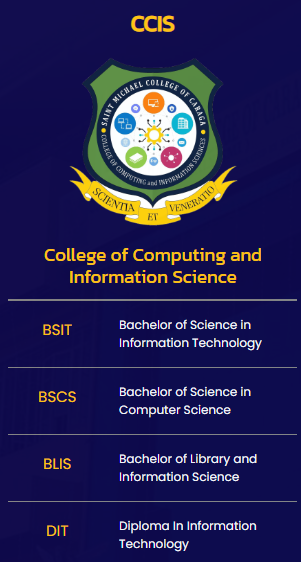 CCIS
SAINT MICHAEL COLLEGE OF CARAGA
COLLEGE OF COMPUTING and INFORMATION SCIENCES
SCIENTIA
ET
VENERATIO
College of Computing and
Information Science
BSIT
Bachelor of Science in
Information Technology
BSCS
Bachelor of Science in
Computer Science
BLIS
Bachelor of Library and
Information Science
DIT
Diploma In Information
Technology